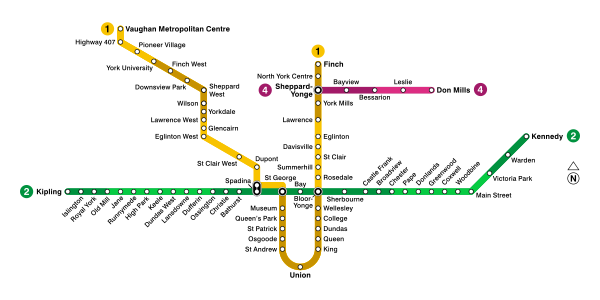 1 Vaughan Metropolitan Centre
Highway 407
Pioneer Village
York University
Finch West
Downsview Park
Sheppard
West
Wilson
Yorkdale
Lawrence West
Glencairn
Eglinton West
St Clair West
Dupont
Spadina
St George
Museum
Queen's Park
St Patrick
Osgoode
St Andrew
Union
King
Queen
Dundas
College
Wellesley
Bloor-
Yonge
Rosedale
Summerhill
St Clair
Davisville
Eglinton
Lawrence
York Mills
Sheppard-
Yonge
North York Centre
Finch
1
4
Bayview
Bessarion
Leslie
Don Mills 4
2 Kipling
Islington
Royal York
Old Mill
Jane
Runnymede
High Park
Keele
Dundas West
Lansdowne
Dufferin
Ossington
Christie
Bathurst
Bay
Sherbourne
Castle Frank
Broadview
Chester
Pape
Donlands
Greenwood
Coxwell
Woodbine
Main Street
Victoria Park
Warden
Kennedy 2
N